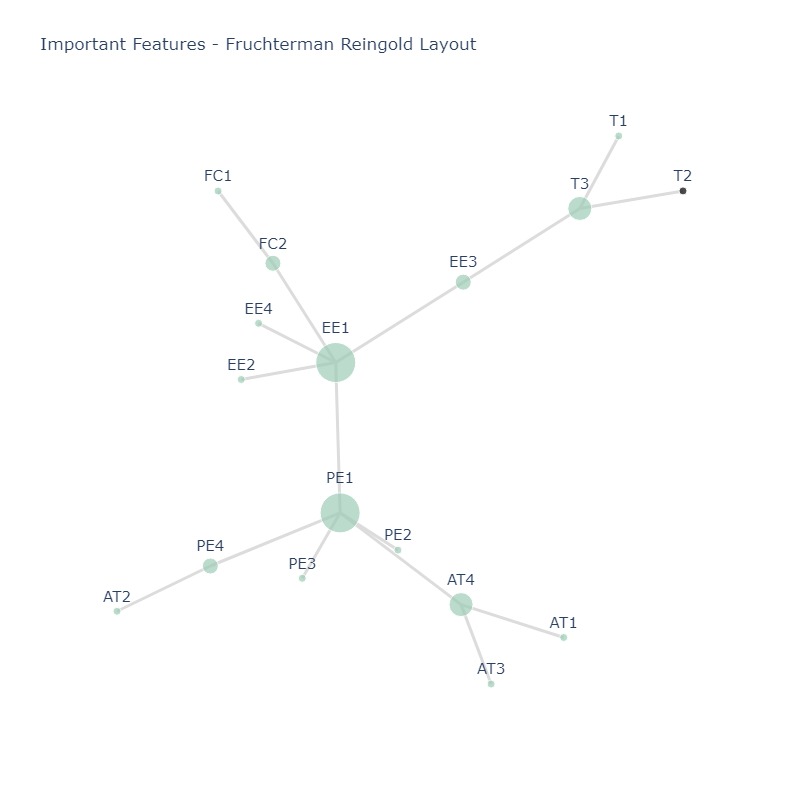 Important Features - Fruchterman Reingold Layout
T1
FC1
T2
T3
FC2
EE3
EE4
EE1
EE2
PE1
PE2
PE4
PE3
AT4
AT2
AT1
AT3